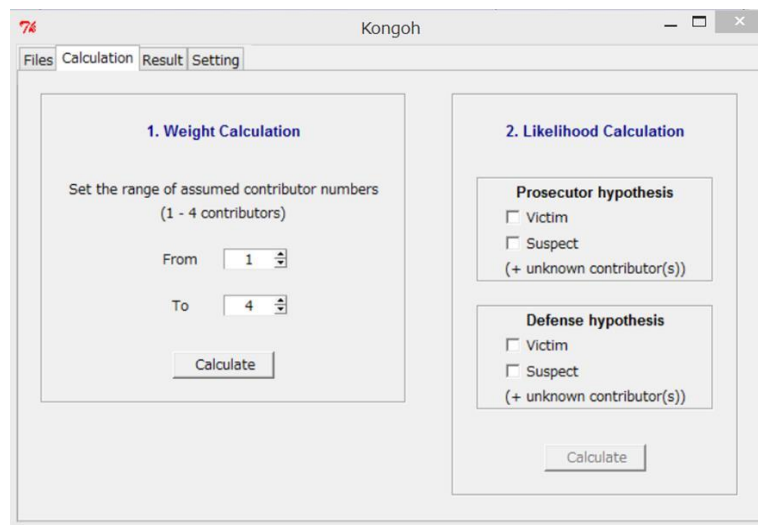 Kongoh
Files Calculation Result Setting
1. Weight Calculation
Set the range of assumed contributor numbers
(1 - 4 contributors)
From 1
To 4
Calculate
2. Likelihood Calculation
Prosecutor hypothesis
Victim
Suspect
(+ unknown contributor(s))
Defense hypothesis
Victim
Suspect
(+ unknown contributor(s))
Calculate